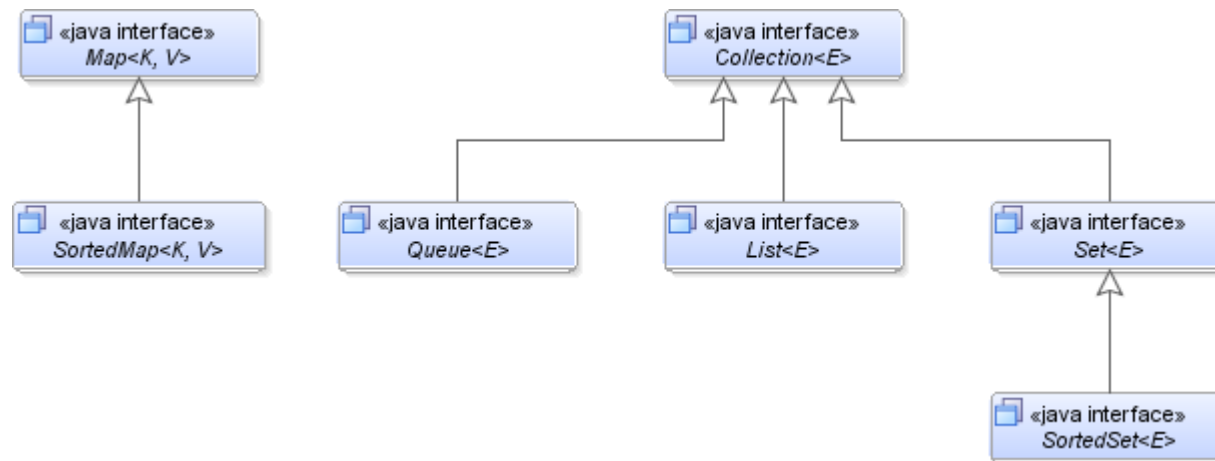 «java interface»
Map<K, V>
«java interface»
Collection<E>
«java interface»
SortedMap<K, V>
«java interface»
Queue<E>
«java interface»
List<E>
«java interface»
Set<E>
«java interface»
SortedSet<E>